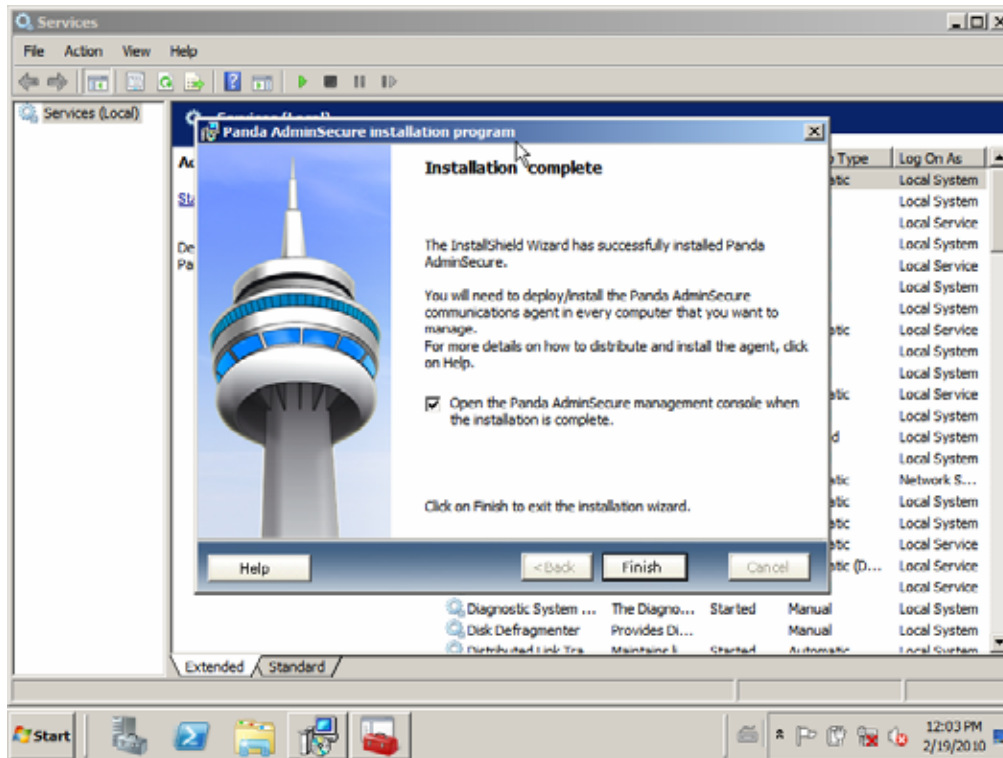 Services
File Action View Help
Services (Local)
Panda AdminSecure installation program
Type Log On As
Installation complete
The InstallShield Wizard has successfully installed Panda
AdminSecure.
You will need to deploy/install the Panda AdminSecure
communications agent in every computer that you want to
manage.
For more details on how to distribute and install the agent, click
on Help.
Open the Panda AdminSecure management console when
the installation is complete.
Click on Finish to exit the installation wizard.
Help <Back Finish Cancel
Local System
Local System
Local Service
Local System
Local Service
Local System
Local System
Local Service
Local System
Local System
Local Service
Local System
Local System
Local System
Network S...
Local System
Local System
Local Service
Local Service
Local Service
Diagnostic System ... The Diagno... Started Manual Local System
Disk Defragmenter Provides Di... Manual Local System
Extended Standard
Start
12:03 PM
2/19/2010